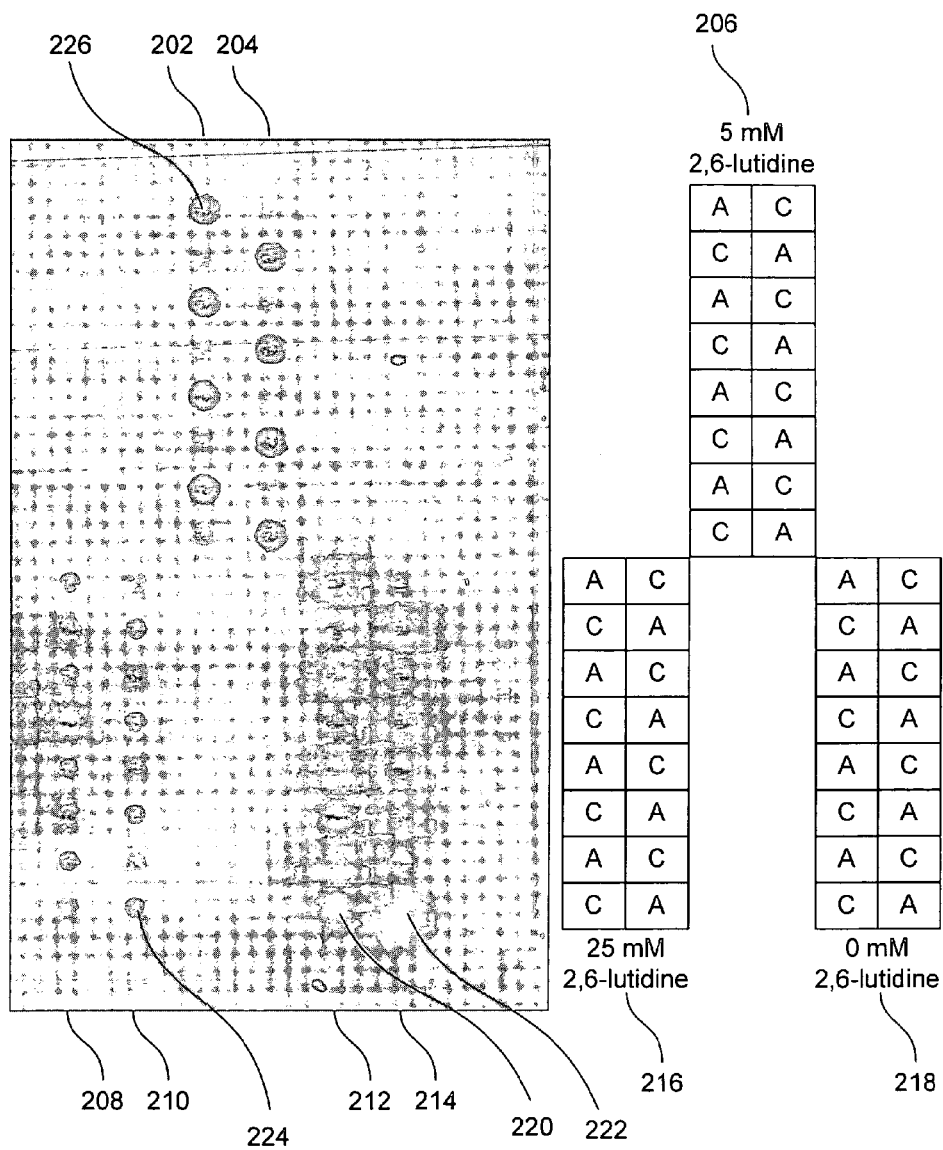 206
226 202 204
5 mM
2,6-lutidine
A C
C A
A C
C A
A C
C A
A C
C A
A C A C
C A C A
A C A C
C A C A
A C A C
C A C A
A C A C
C A C A
25 mM 0 mM
2,6-lutidine 2,6-lutidine
208 210 212 214 216 218
224 220 222